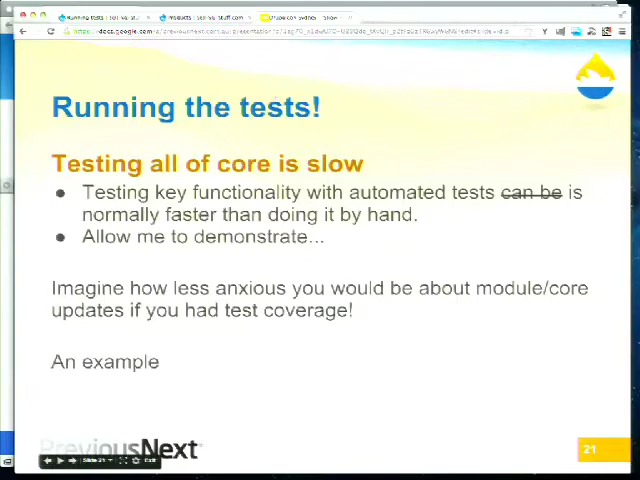 Running the tests!
Testing all of core is slow
● Testing key functionality with automated tests can be is
normally faster than doing it by hand.
● Allow me to demonstrate...
Imagine how less anxious you would be about module/core
updates if you had test coverage!
An example
PreviousNext
21
Exit